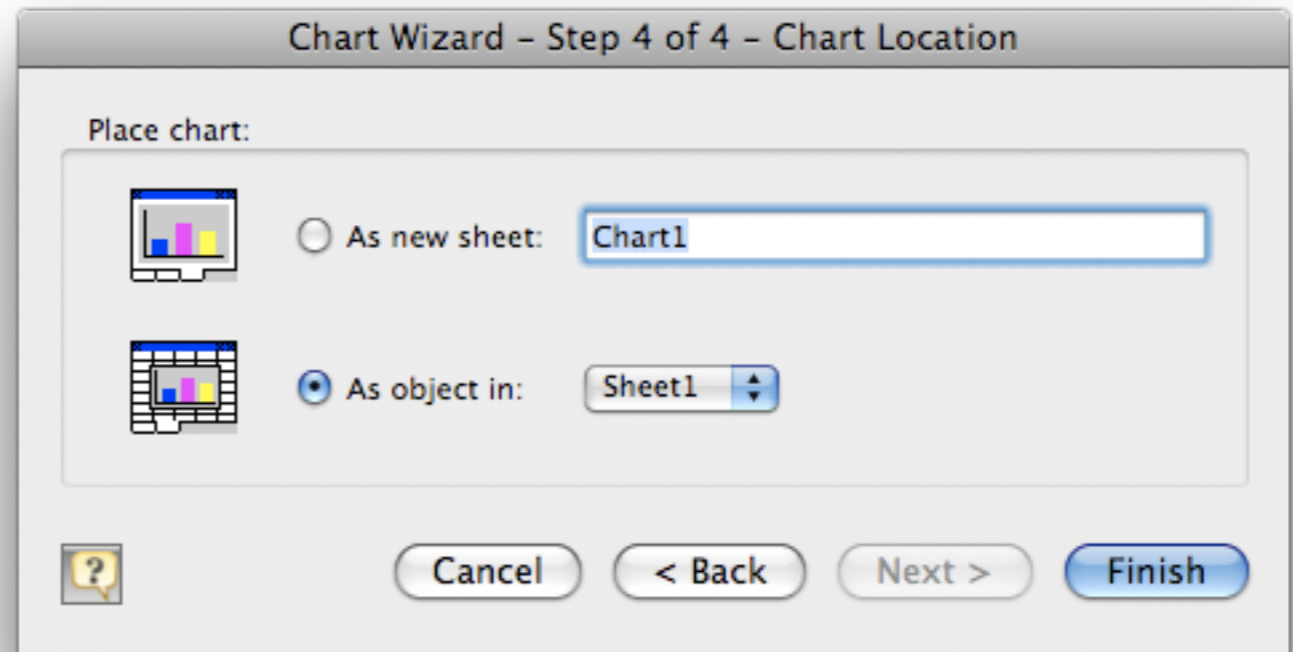 Chart Wizard – Step 4 of 4 – Chart Location
Place chart:
As new sheet: Chart1
As object in: Sheet1
? Cancel < Back Next > Finish